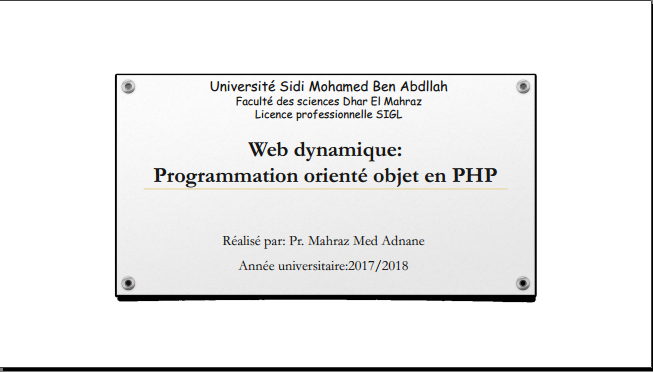 Université Sidi Mohamed Ben Abdllah
Faculté des sciences Dhar El Mahraz
Licence professionnelle SIGL
Web dynamique:
Programmation orienté objet en PHP
Réalisé par: Pr. Mahraz Med Adnane
Année universitaire:2017/2018